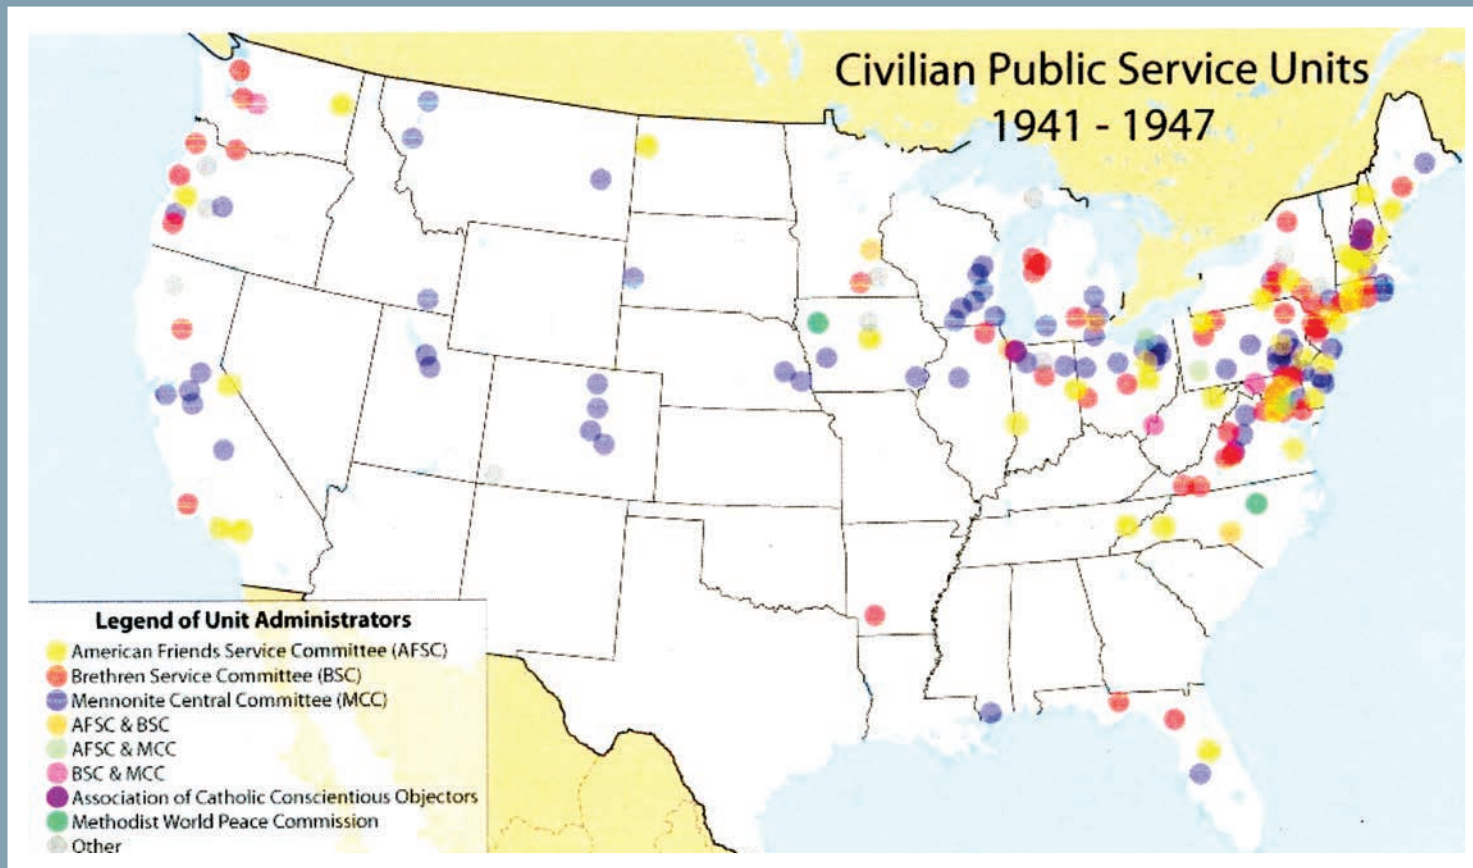 Civilian Public Service Units
1941 - 1947
Legend of Unit Administrators
American Friends Service Committee (AFSC)
Brethren Service Committee (BSC)
Mennonite Central Committee (MCC)
AFSC & BSC
AFSC & MCC
BSC & MCC
Association of Catholic Conscientious Objectors
Methodist World Peace Commission
Other